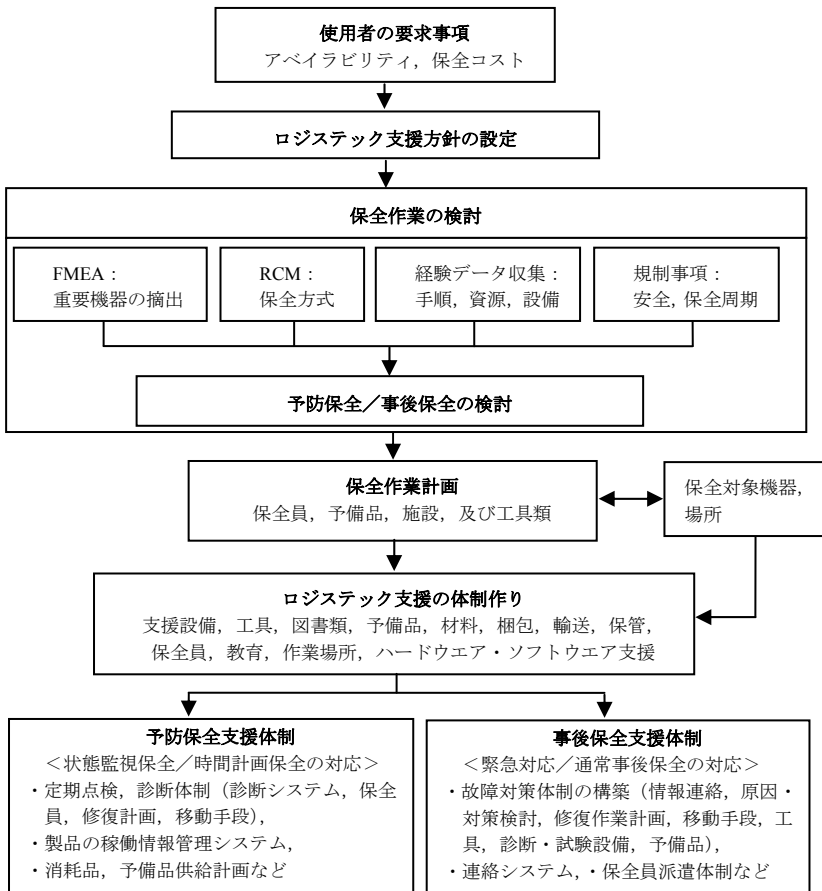 使用者の要求事項
アベイラビリティ，保全コスト
ロジステック支援方針の設定
保全作業の検討
FMEA：
重要機器の摘出
RCM：
保全方式
経験データ収集：
手順，資源，設備
規制事項：
安全，保全周期
予防保全／事後保全の検討
保全作業計画
保全員，予備品，施設，及び工具類
保全対象機器，
場所
ロジステック支援の体制作り
支援設備，工具，図書類，予備品，材料，梱包，輸送，保管，
保全員，教育，作業場所，ハードウエア・ソフトウエア支援
予防保全支援体制
＜状態監視保全／時間計画保全の対応＞
・定期点検，診断体制（診断システム，保全
員，修復計画，移動手段），
・製品の稼働情報管理システム，
・消耗品，予備品供給計画など
事後保全支援体制
＜緊急対応／通常事後保全の対応＞
・故障対策体制の構築（情報連絡，原因・
対策検討，修復作業計画，移動手段，工
具，診断・試験設備，予備品），
・連絡システム，・保全員派遣体制など